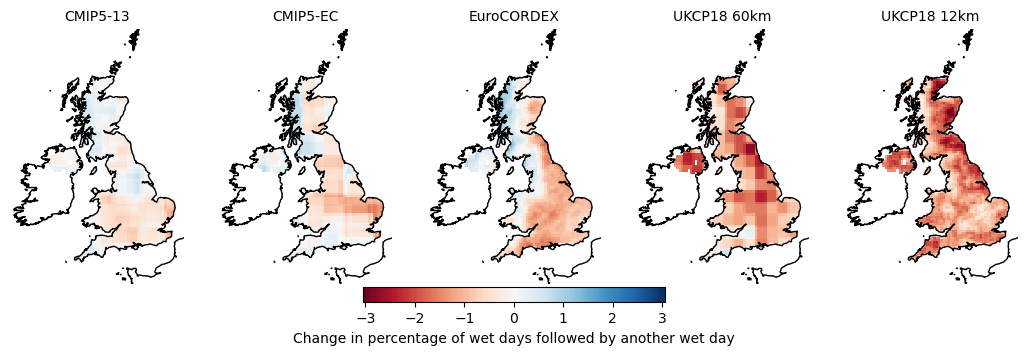 CMIP5-13 CMIP5-EC EuroCORDEX UKCP18 60km UKCP18 12km
−3 −2 −1 0 1 2 3
Change in percentage of wet days followed by another wet day